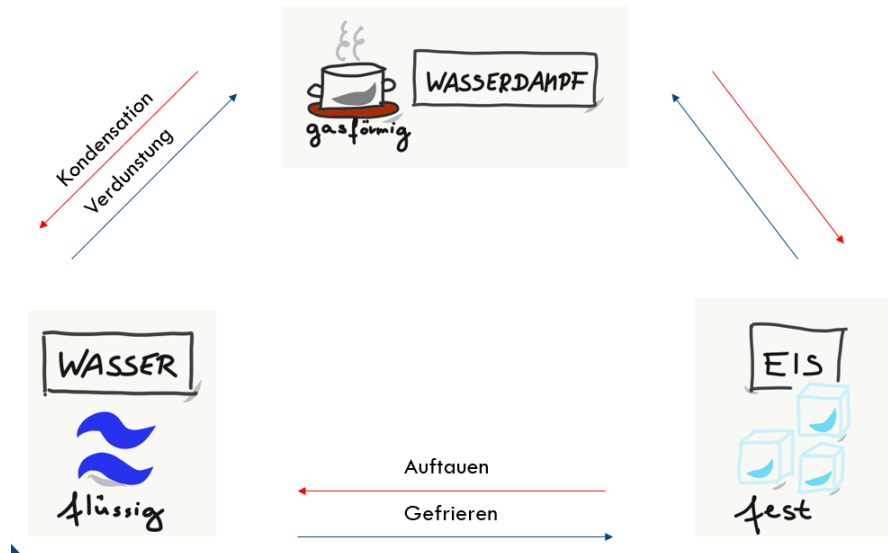 WASSERDAMPF
gasförmig
Kondensation
Verdunstung
WASSER
flüssig
EIS
fest
Auftauen
Gefrieren